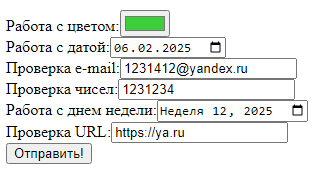 Работа с цветом:
Работа с датой: 06.02.2025
Проверка e-mail: 1231412@yandex.ru
Проверка чисел: 1231234
Работа с днем недели: Неделя 12, 2025
Проверка URL: https://ya.ru
Отправить!